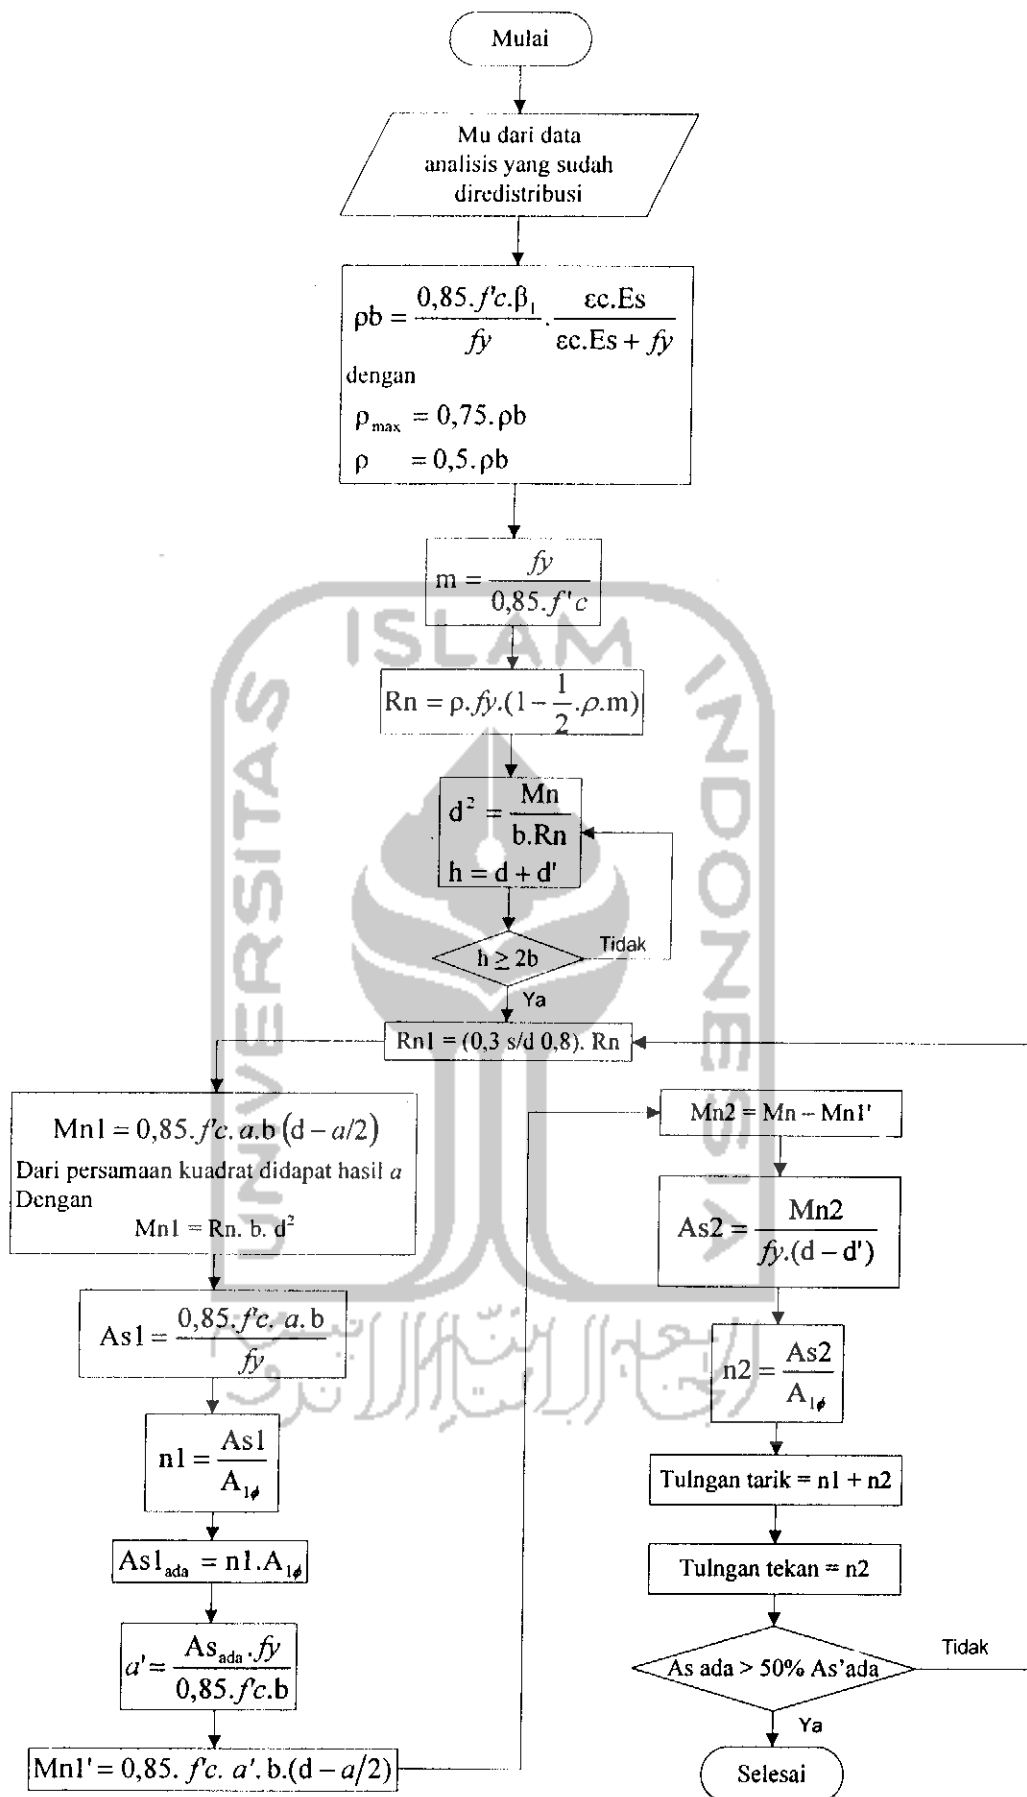 Mulai
Mu dari data
analisis yang sudah
diredistribusi
ρb = 0,85.f'c.β₁ / fy . εc.Es / εc.Es + fy
dengan
ρmax = 0,75.ρb
ρ = 0,5.ρb
m = fy / 0,85.f'c
Rn = ρ.fy.(1 − 1/2.ρ.m)
d² = Mn / b.Rn
h = d + d'
h ≥ 2b
Tidak
Ya
Rn1 = (0,3 s/d 0,8). Rn
Mn1 = 0,85.f'c.a.b (d − a/2)
Dari persamaan kuadrat didapat hasil a
Dengan
Mn1 = Rn. b. d²
As1 = 0,85.f'c. a.b / fy
n1 = As1 / A1ϕ
As1ada = n1.A1ϕ
a' = Asada.fy / 0,85.f'c.b
Mn1' = 0,85. f'c. a'. b.(d − a/2)
Mn2 = Mn – Mn1'
As2 = Mn2 / fy.(d − d')
n2 = As2 / A1ϕ
Tulngan tarik = n1 + n2
Tulngan tekan = n2
As ada > 50% As'ada
Tidak
Ya
Selesai
UNIVERSITAS
ISLAM
INDONESIA